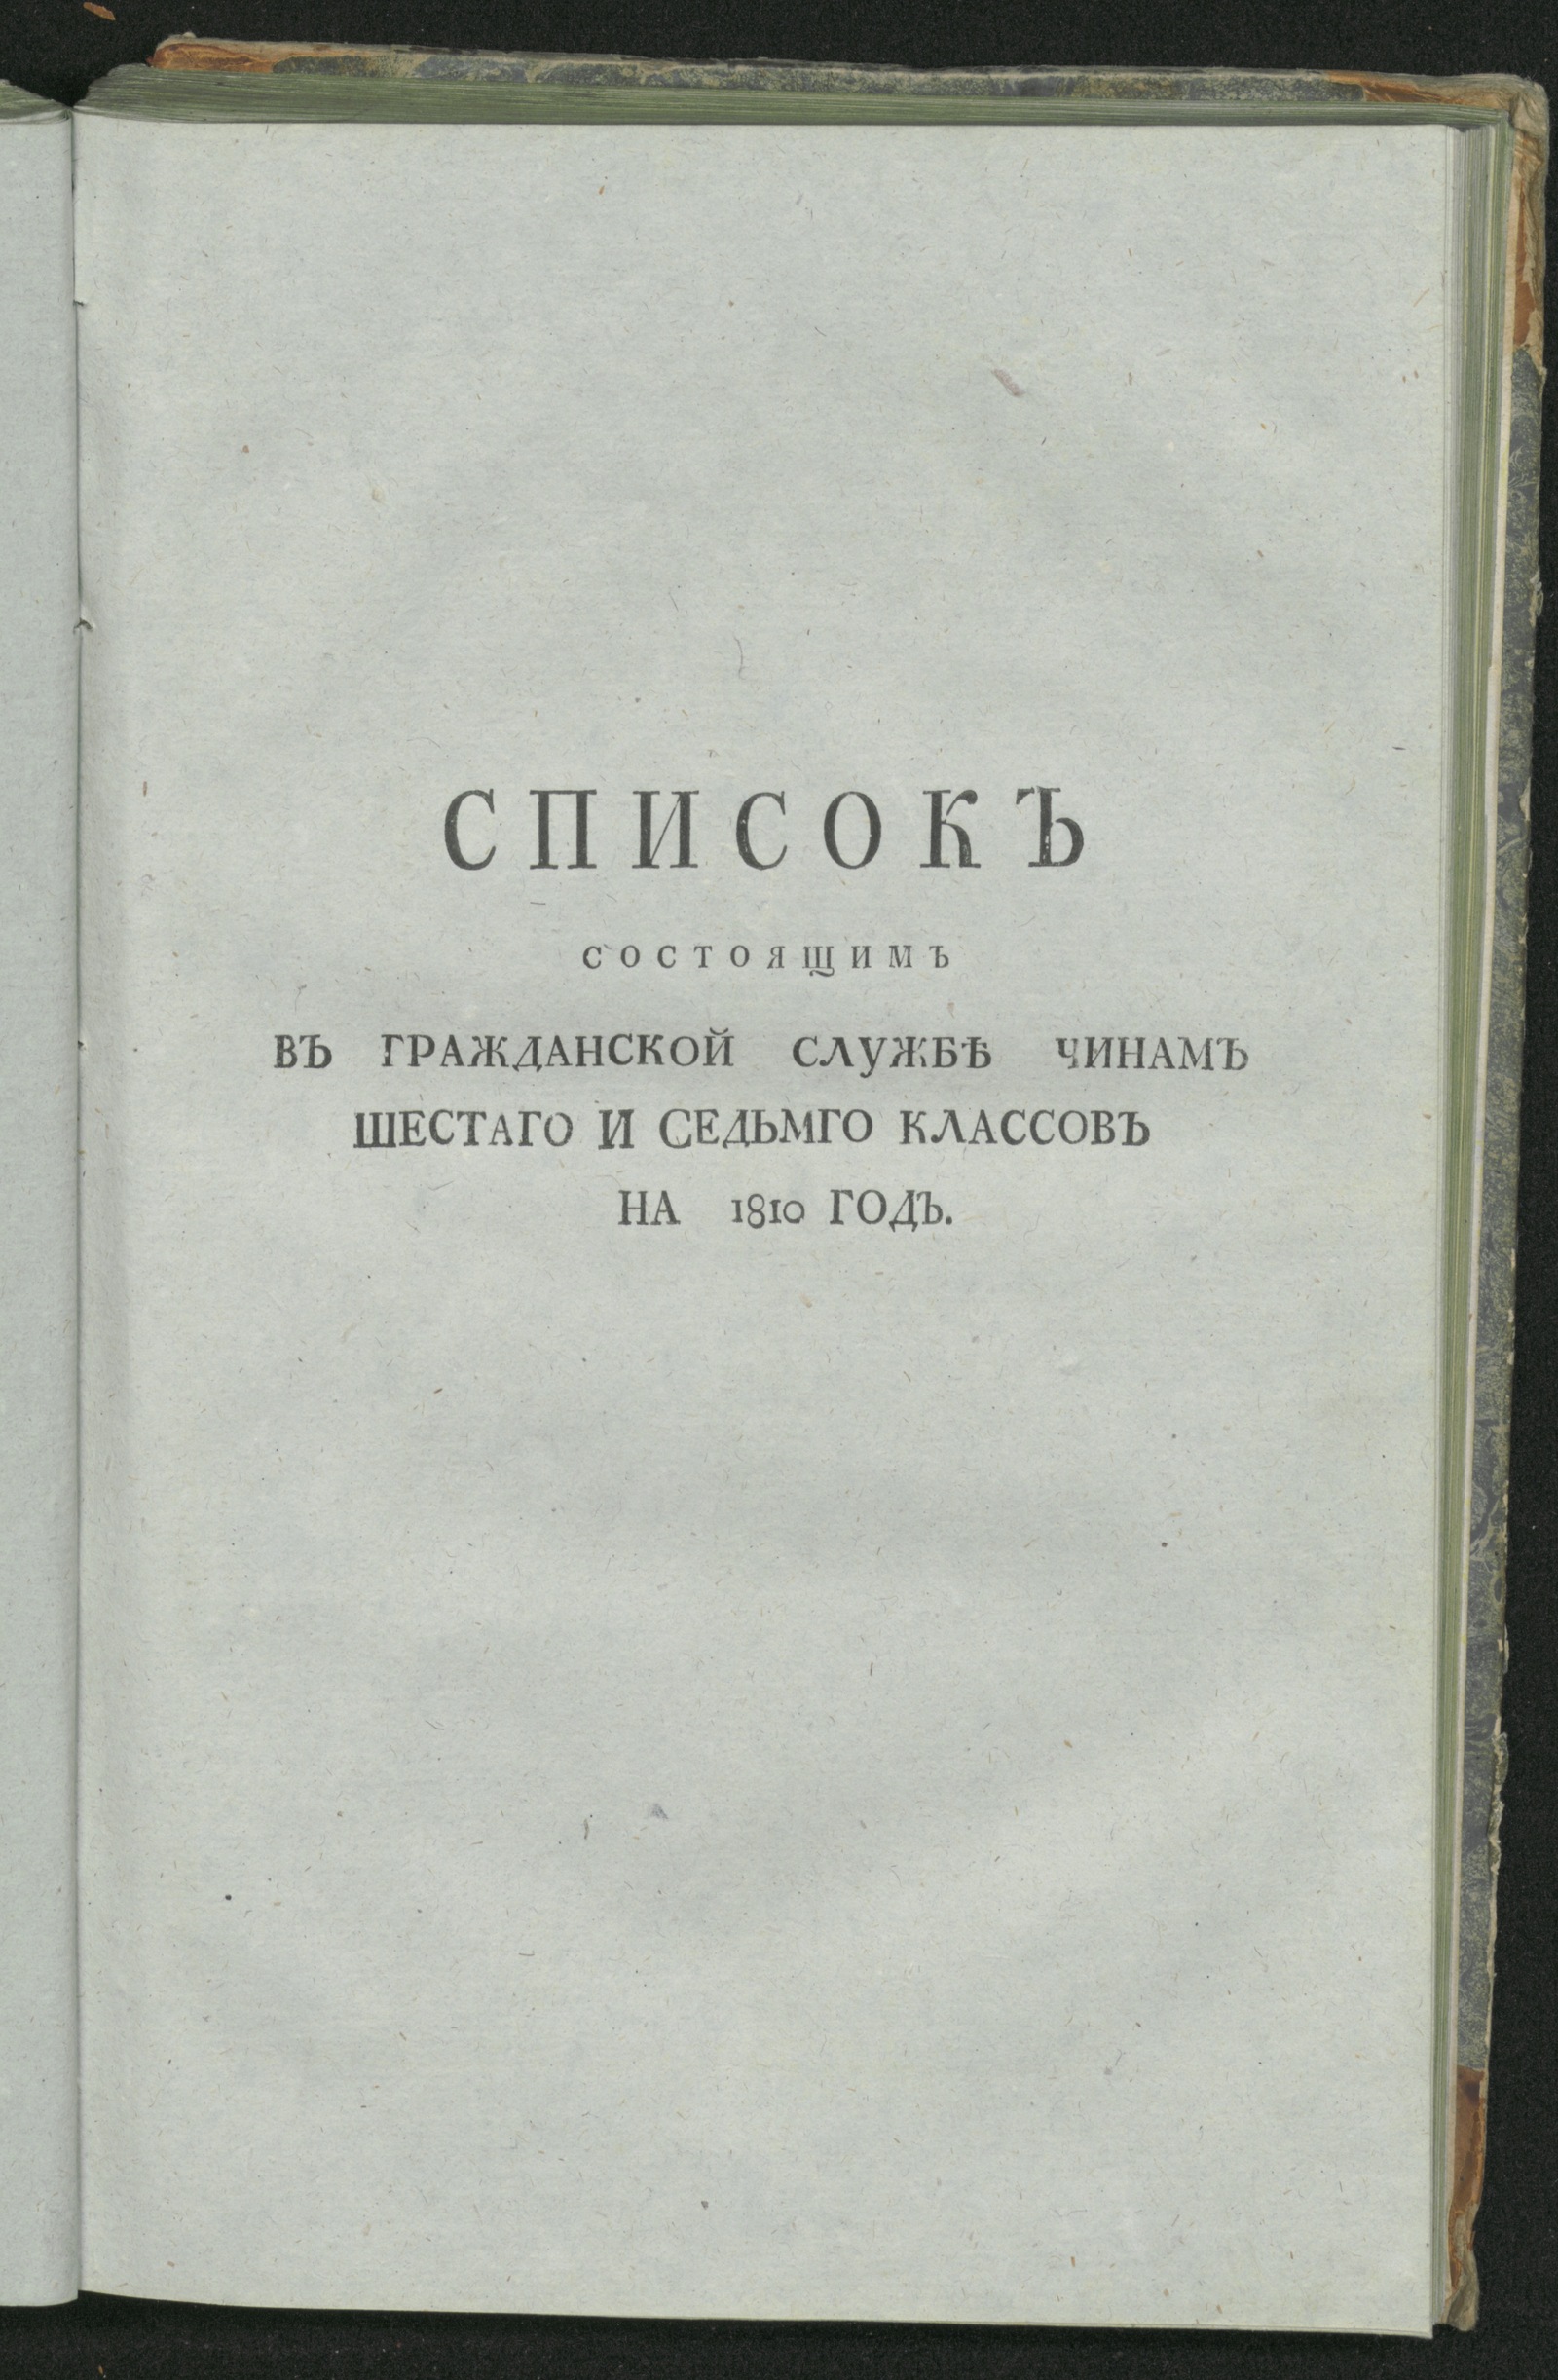 СПИСОКЪ
СОСТОЯЩИМЪ
ВЪ ГРАЖДАНСКОЙ СЛУЖБѢ ЧИНАМЪ
ШЕСТАГО И СЕДЬМГО КЛАССОВЪ
НА 1810 ГОДЪ.